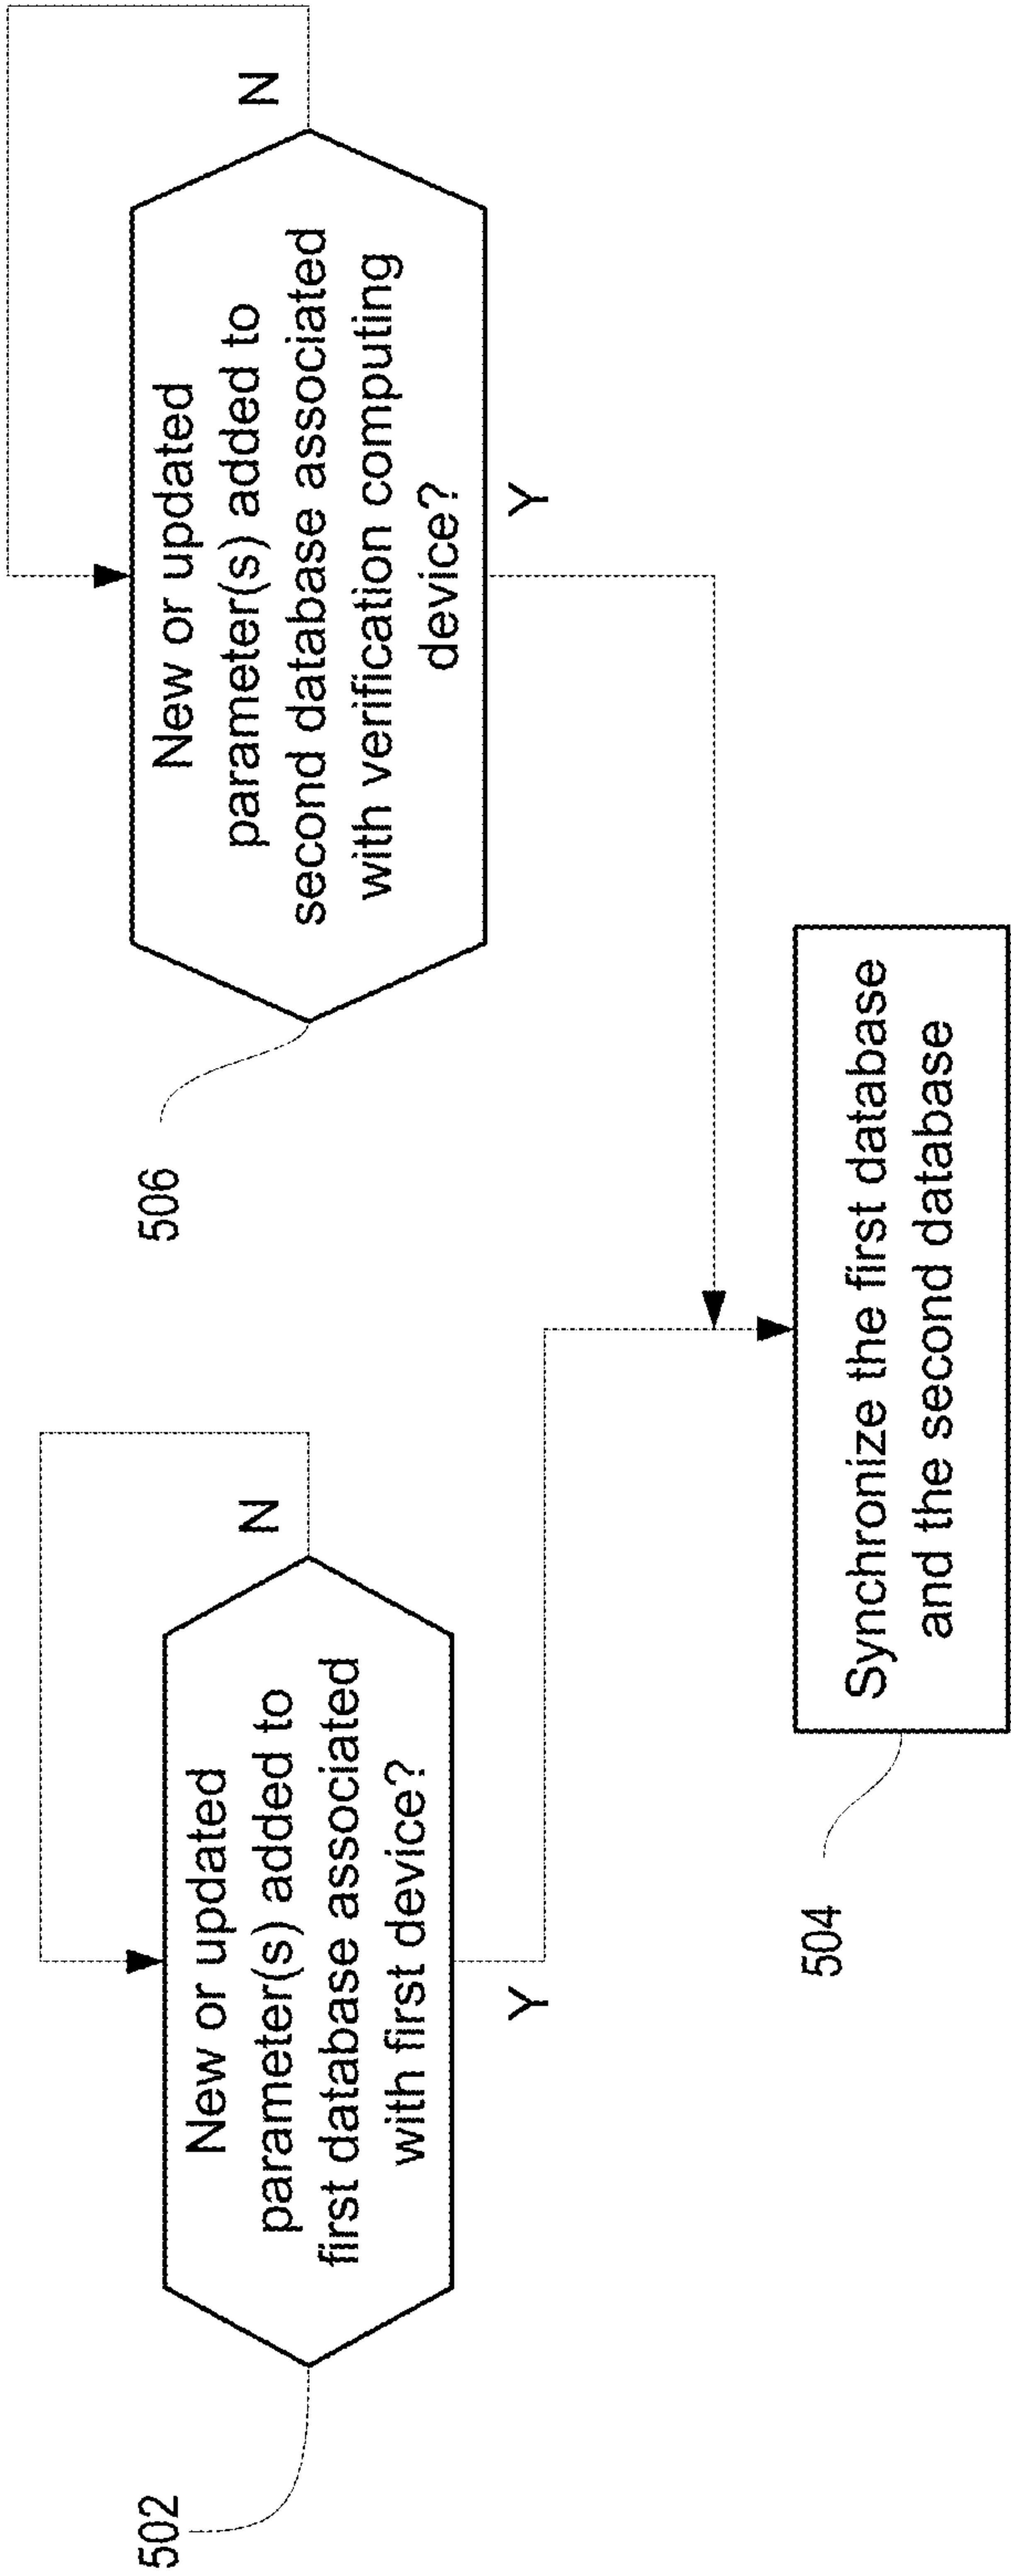 502
New or updated
parameter(s) added to
first database associated
with first device?
N
Y
506
New or updated
parameter(s) added to
second database associated
with verification computing
device?
N
Y
504
Synchronize the first database
and the second database